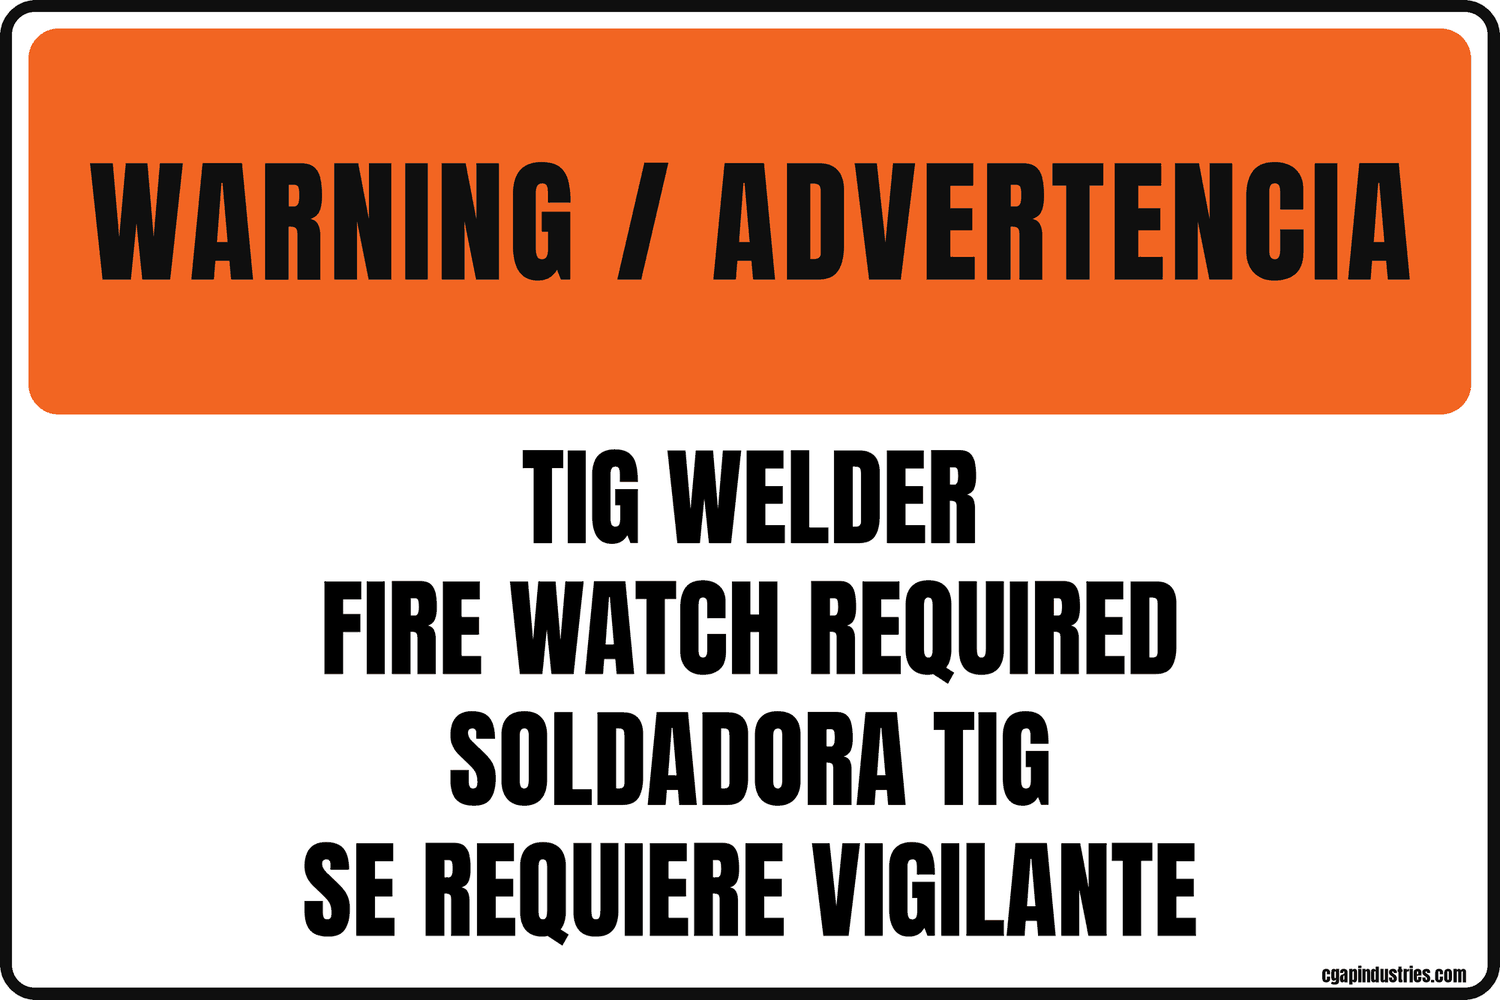 WARNING / ADVERTENCIA
TIG WELDER
FIRE WATCH REQUIRED
SOLDADORA TIG
SE REQUIERE VIGILANTE
cgapindustries.com